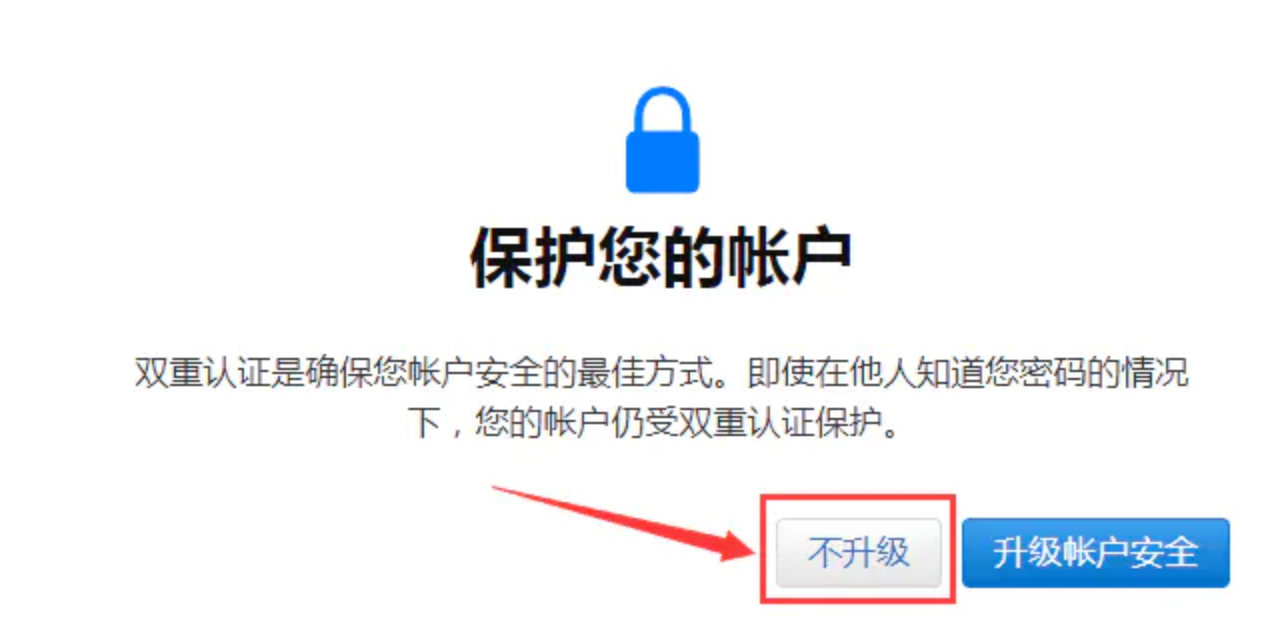 保护您的帐户
双重认证是确保您帐户安全的最佳方式。即使在他人知道您密码的情况
下，您的帐户仍受双重认证保护。
不升级
升级帐户安全